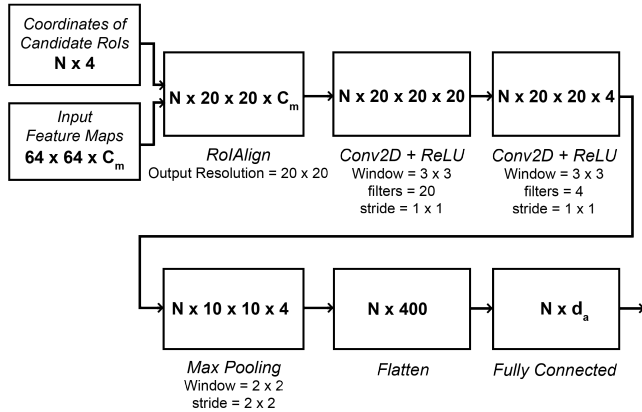 Coordinates of
Candidate RoIs
N x 4
Input
Feature Maps
64 x 64 x Cm
N x 20 x 20 x Cm
RoIAlign
Output Resolution = 20 x 20
N x 20 x 20 x 20
Conv2D + ReLU
Window = 3 x 3
filters = 20
stride = 1 x 1
N x 20 x 20 x 4
Conv2D + ReLU
Window = 3 x 3
filters = 4
stride = 1 x 1
N x 10 x 10 x 4
Max Pooling
Window = 2 x 2
stride = 2 x 2
N x 400
Flatten
N x da
Fully Connected